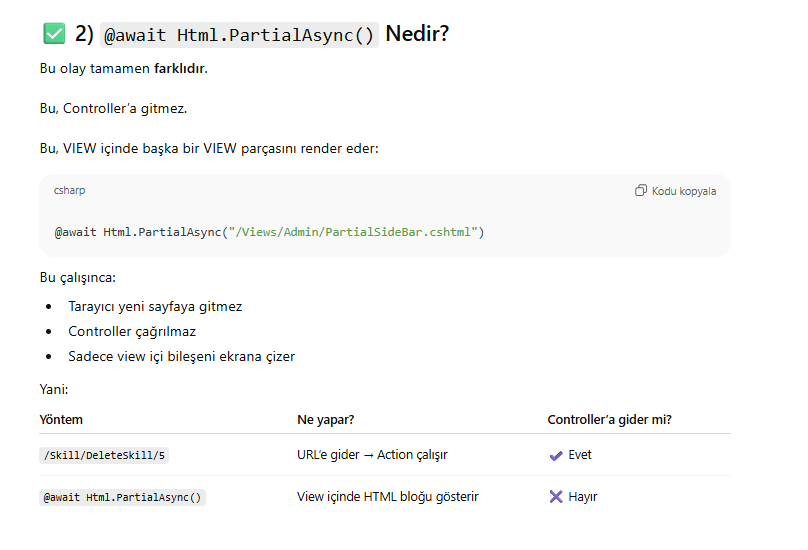 ✅ 2) @await Html.PartialAsync() Nedir?
Bu olay tamamen farklıdır.
Bu, Controller’a gitmez.
Bu, VIEW içinde başka bir VIEW parçasını render eder:
csharp
Kodu kopyala
@await Html.PartialAsync("/Views/Admin/PartialSideBar.cshtml")
Bu çalışınca:
• Tarayıcı yeni sayfaya gitmez
• Controller çağrılmaz
• Sadece view içi bileşeni ekrana çizer
Yani:
Yöntem Ne yapar? Controller’a gider mi?
/Skill/DeleteSkill/5 URL’e gider → Action çalışır ✔ Evet
@await Html.PartialAsync() View içinde HTML bloğu gösterir ✖ Hayır